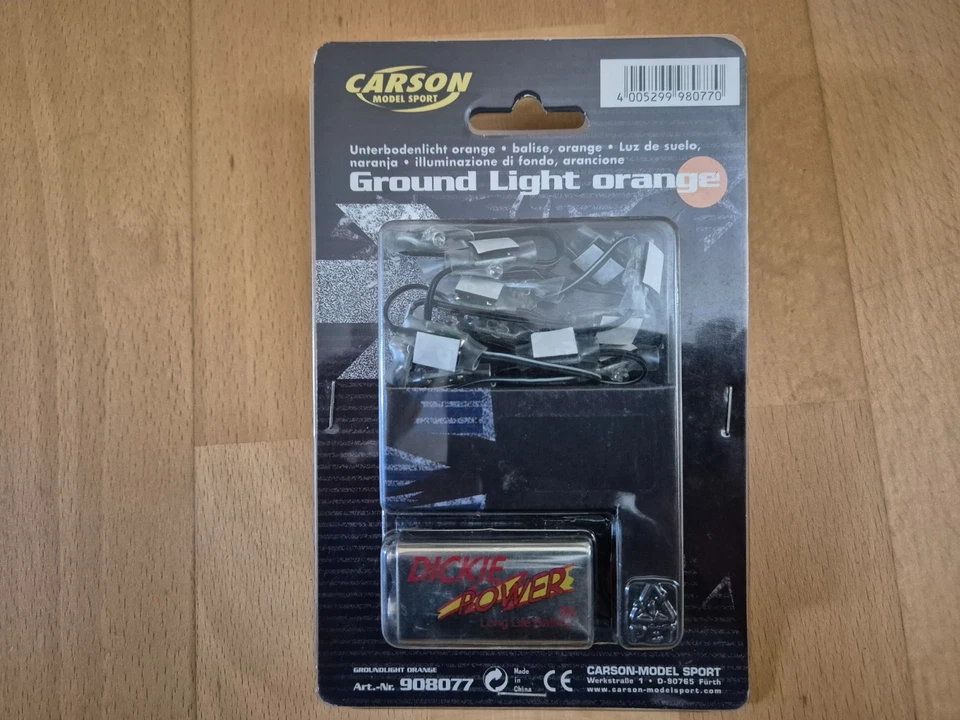 CARSON
MODEL SPORT
4 005299 980770
Unterbodenlicht orange • balise, orange • Luz de suelo,
naranja • illuminazione di fondo, arancione
Ground Light orange
DICKIE
POWER
Long Life
GROUNDLIGHT ORANGE
Art.-Nr. 908077
Made
in
China
CE
CARSON-MODEL SPORT
Werkstraße 1 • D-90765 Fürth
www.carson-modelsport.com